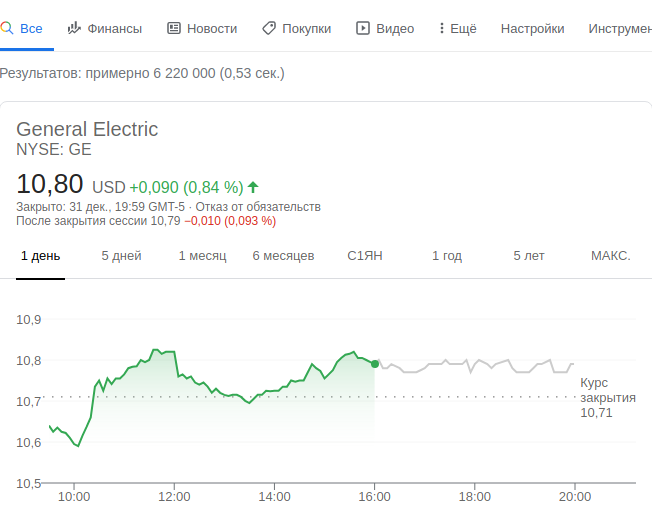 Все Финансы Новости Покупки Видео Ещё Настройки Инструмен
Результатов: примерно 6 220 000 (0,53 сек.)
General Electric
NYSE: GE
10,80 USD +0,090 (0,84 %)
Закрыто: 31 дек., 19:59 GMT-5 · Отказ от обязательств
После закрытия сессии 10,79 −0,010 (0,093 %)
1 день 5 дней 1 месяц 6 месяцев С1ЯН 1 год 5 лет МАКС.
10,9
10,8
10,7
10,6
10,5
Курс
закрытия
10,71
10:00 12:00 14:00 16:00 18:00 20:00